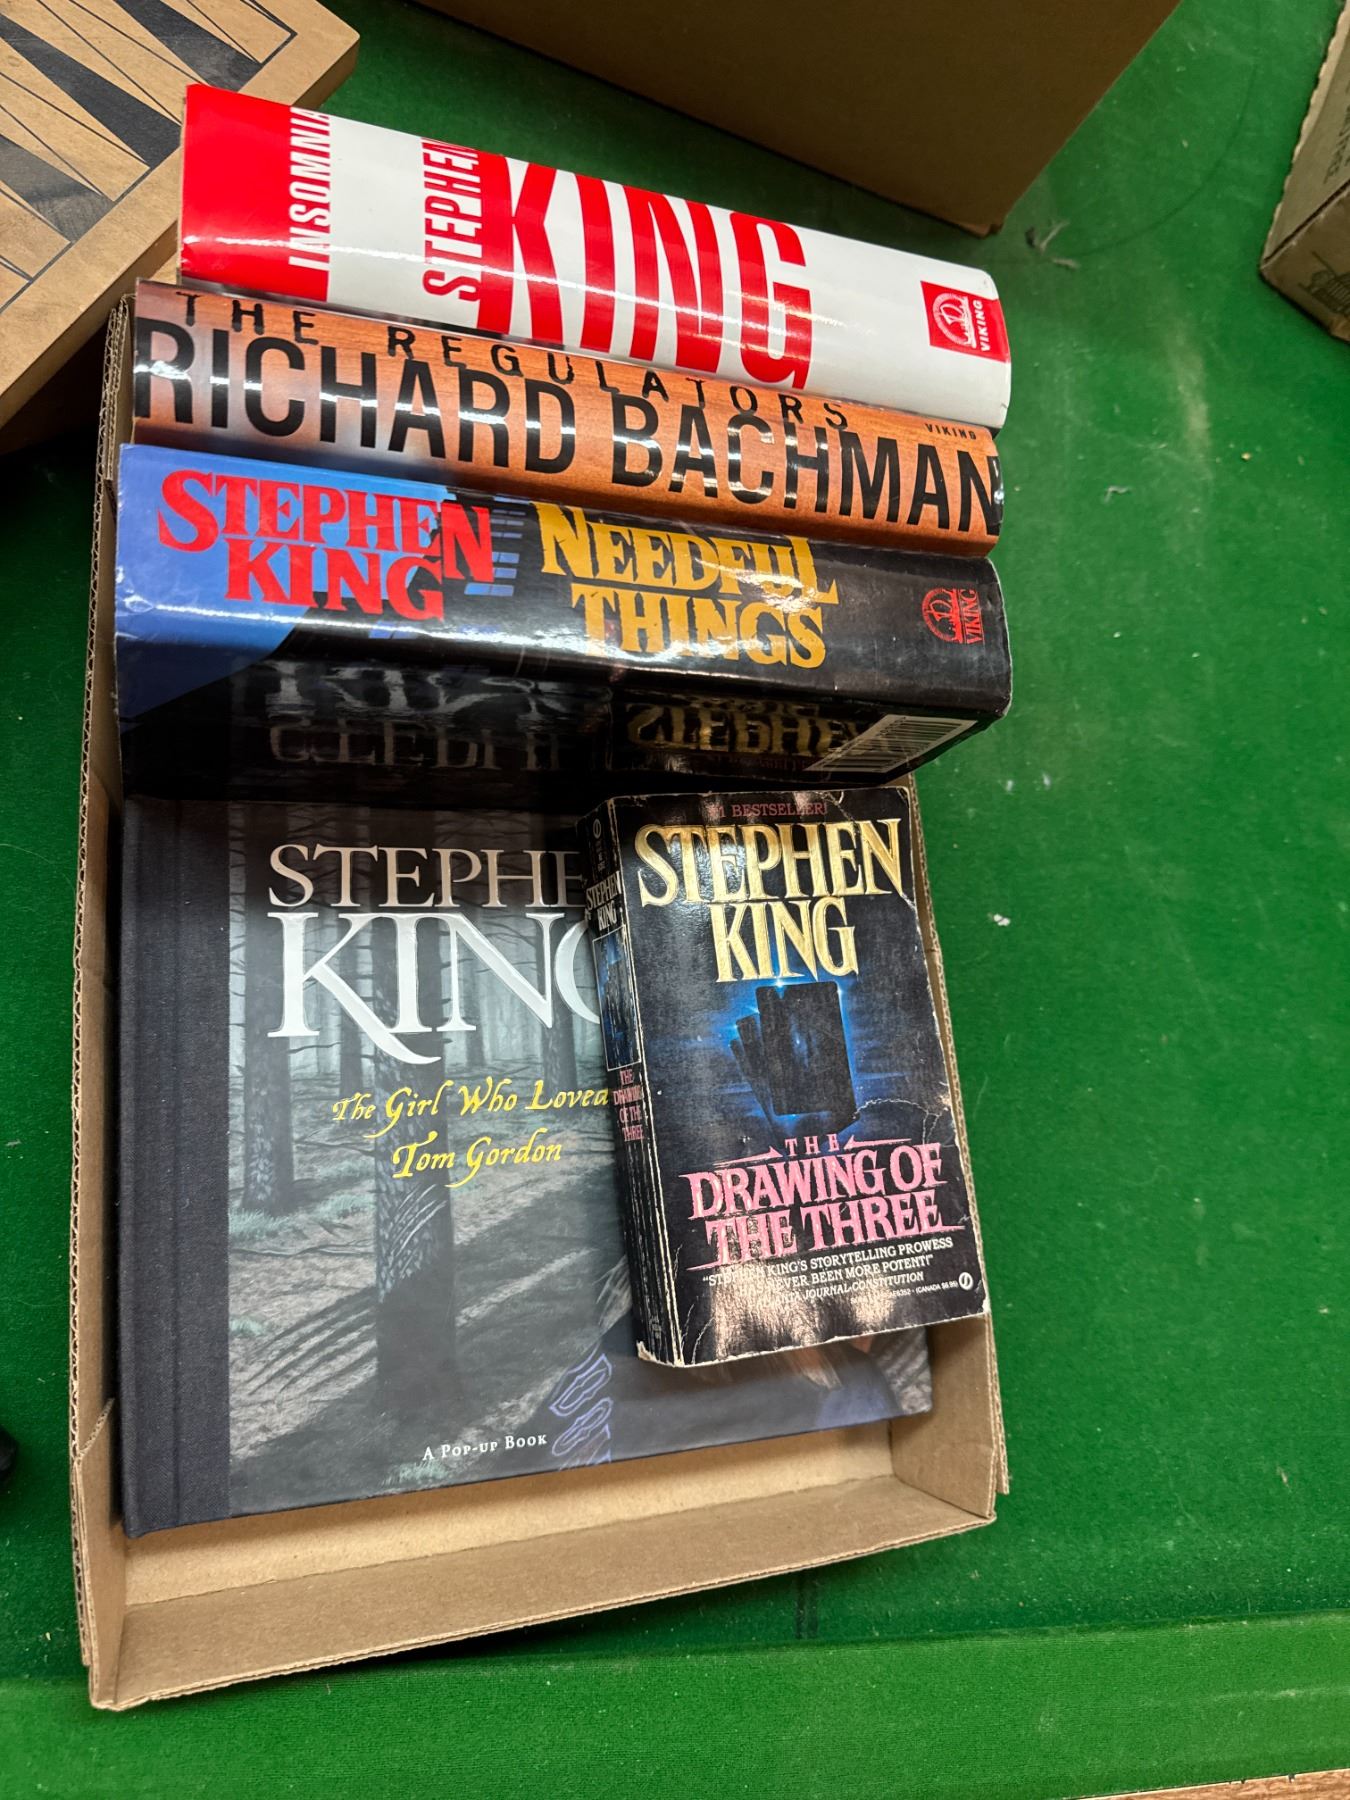 INSOMNIA
STEPHEN
KING
VIKING
THE REGULATORS
RICHARD BACHMAN
VIKING
STEPHEN
KING
NEEDFUL
THINGS
VIKING
STEPHE
KING
The Girl Who Loved
Tom Gordon
A POP-UP BOOK
STEPHEN
KING
THE
DRAWING
OF THE
THREE
#1 BESTSELLER!
STEPHEN
KING
THE
DRAWING OF
THE THREE
"STEPHEN KING'S STORYTELLING PROWESS
NEVER BEEN MORE POTENT!"
JOURNAL-CONSTITUTION